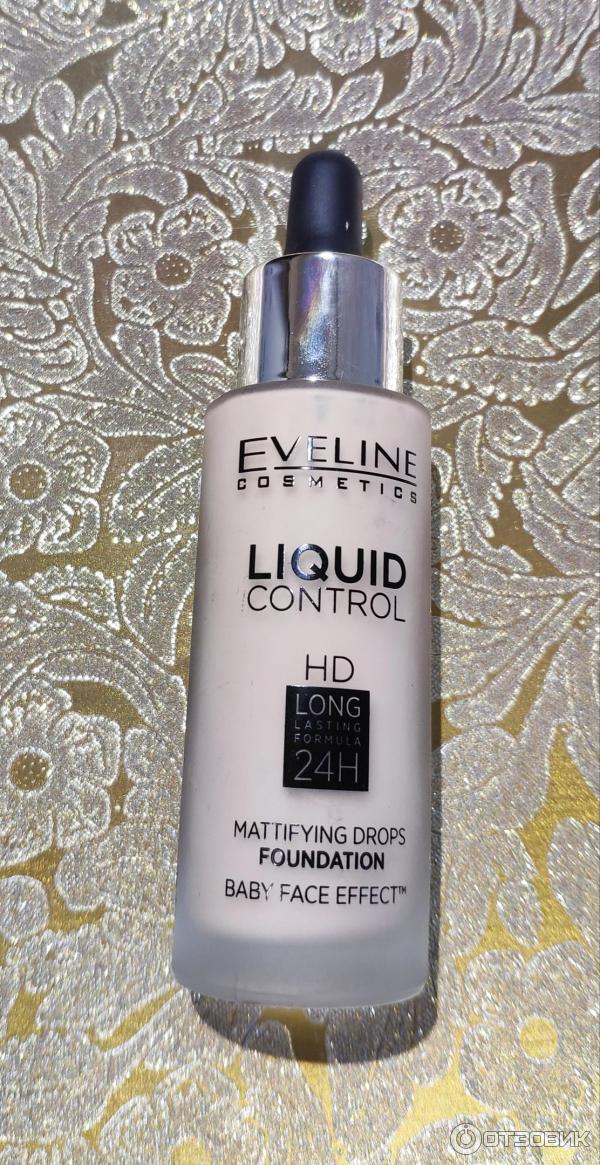 EVELINE
COSMETICS
LIQUID
CONTROL
HD
LONG
LASTING
FORMULA
24H
MATTIFYING DROPS
FOUNDATION
BABY FACE EFFECT™
ОТЗОВИК